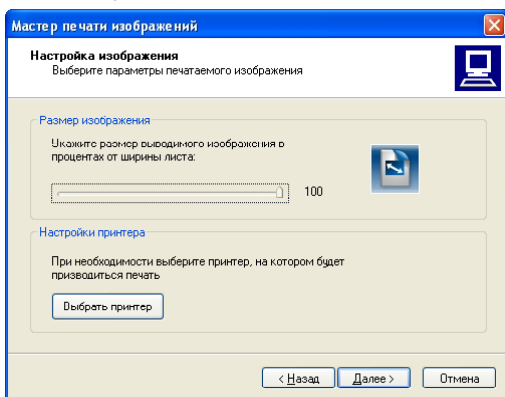 Мастер печати изображений
Настройка изображения
Выберите параметры печатаемого изображения
Размер изображения
Укажите размер выводимого изображения в
процентах от ширины листа:
100
Настройки принтера
При необходимости выберите принтер, на котором будет
призводиться печать
Выбрать принтер
< Назад
Далее >
Отмена